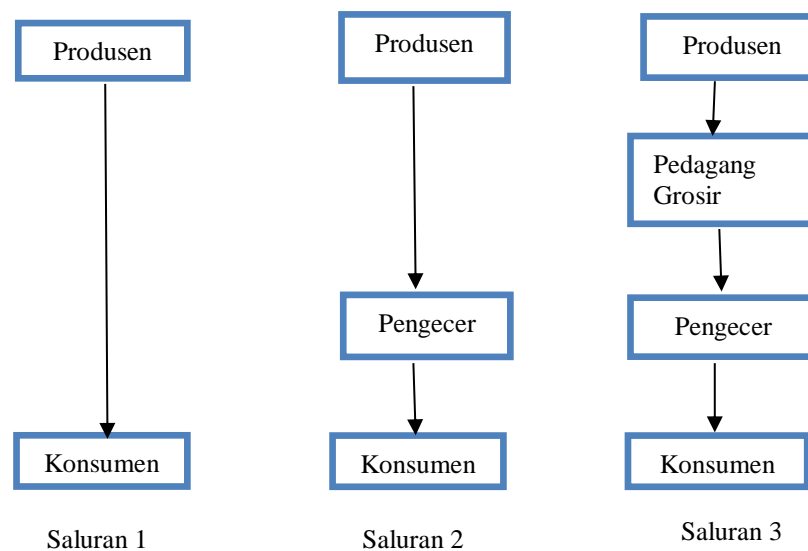 Produsen
Konsumen
Saluran 1
Produsen
Pengecer
Konsumen
Saluran 2
Produsen
Pedagang
Grosir
Pengecer
Konsumen
Saluran 3